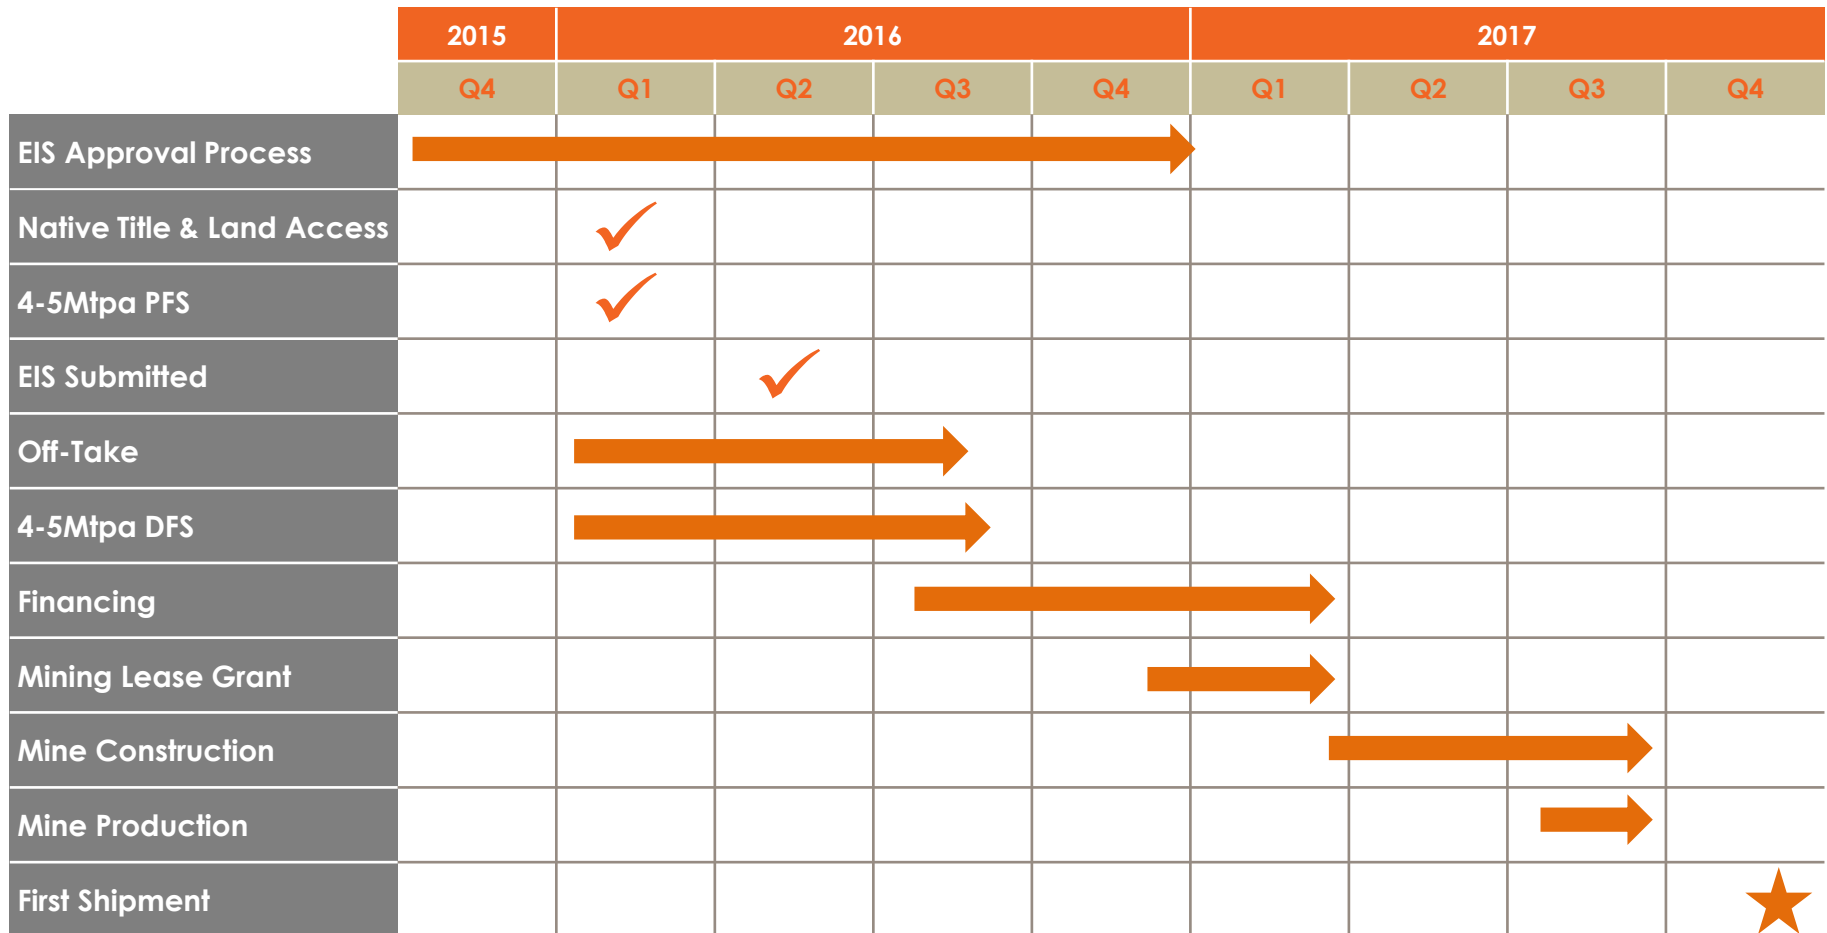 2015 2016 2017
Q4 Q1 Q2 Q3 Q4 Q1 Q2 Q3 Q4
EIS Approval Process
Native Title & Land Access
4-5Mtpa PFS
EIS Submitted
Off-Take
4-5Mtpa DFS
Financing
Mining Lease Grant
Mine Construction
Mine Production
First Shipment